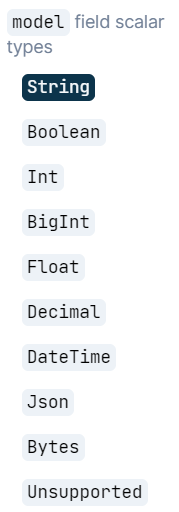 model field scalar
types
String
Boolean
Int
BigInt
Float
Decimal
DateTime
Json
Bytes
Unsupported